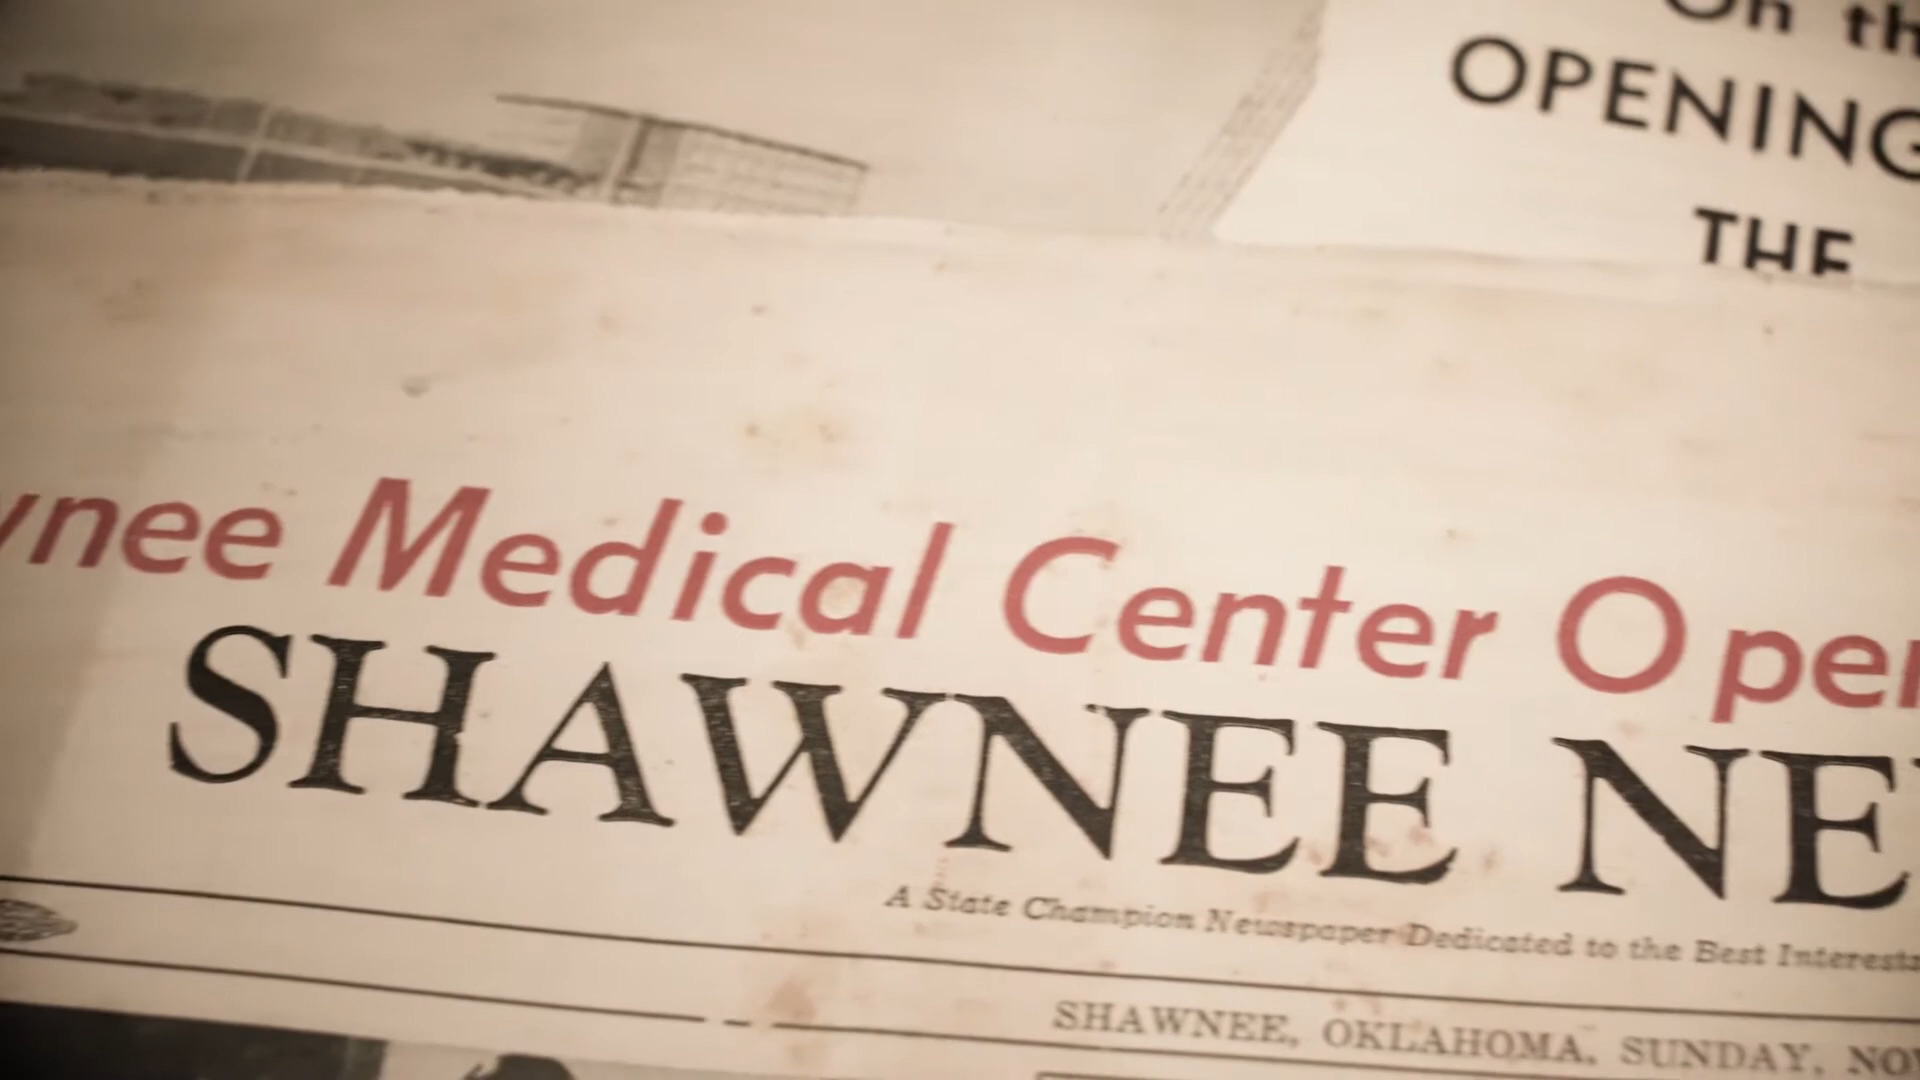 On th
OPENING
THE
wnee Medical Center Open
SHAWNEE NE
A State Champion Newspaper Dedicated to the Best Interests
SHAWNEE, OKLAHOMA, SUNDAY, NOV